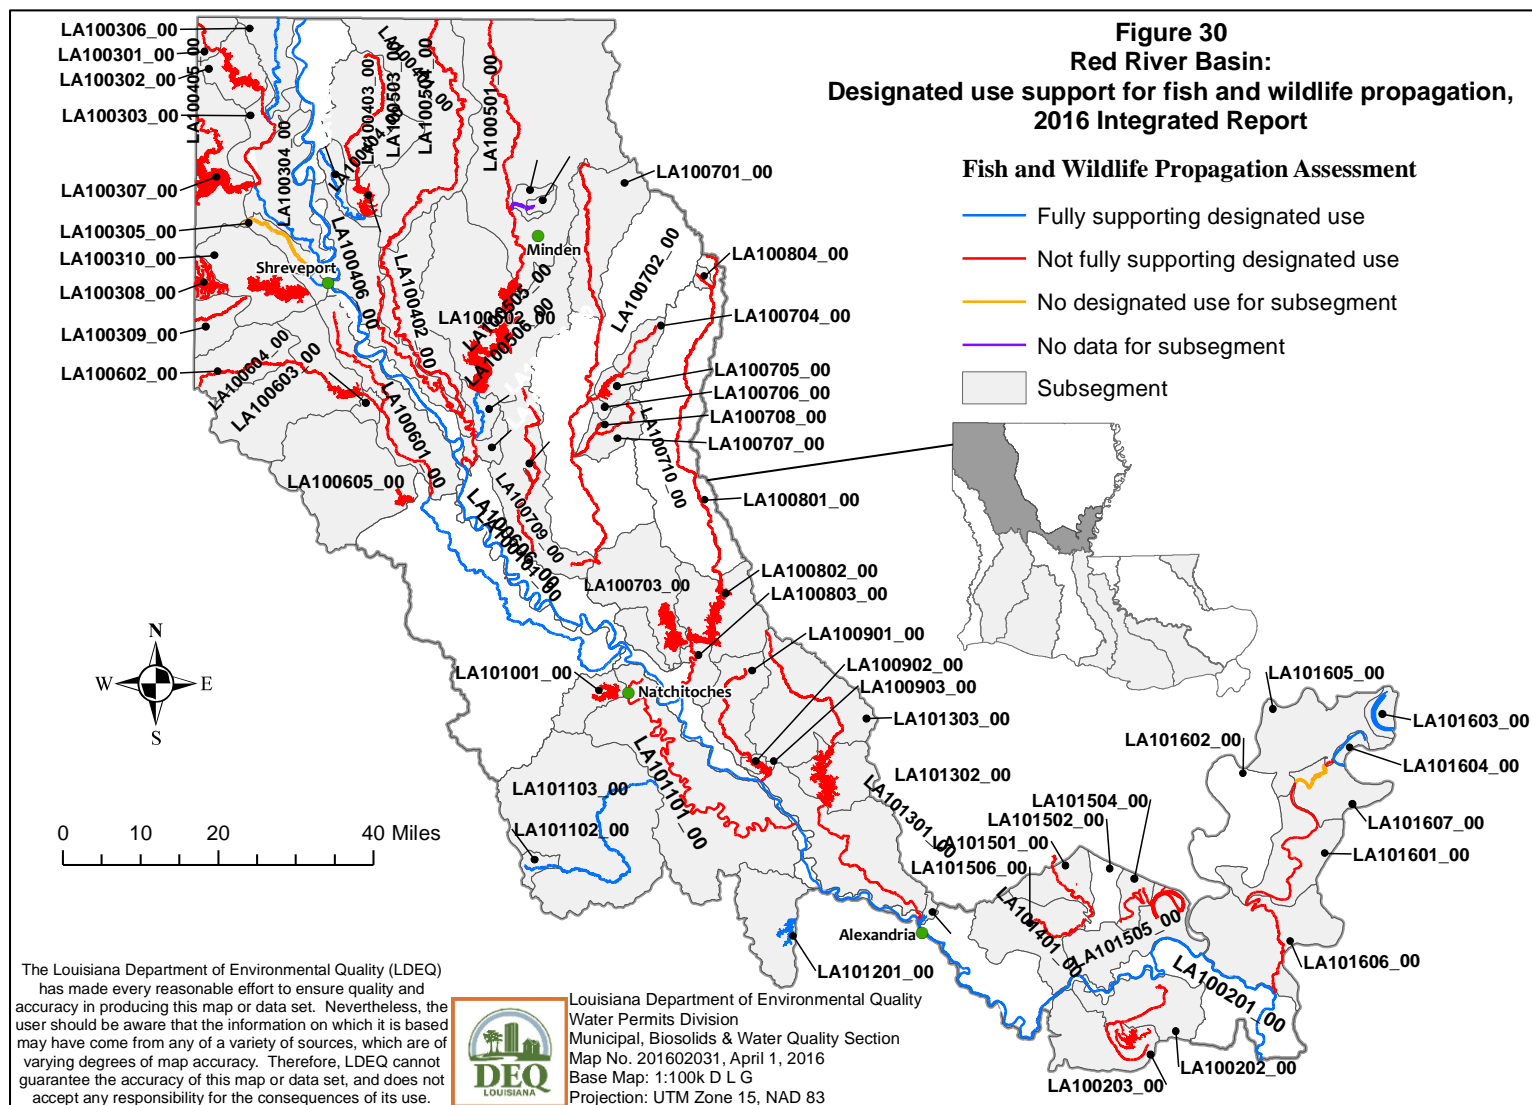 Figure 30
Red River Basin:
Designated use support for fish and wildlife propagation,
2016 Integrated Report
Fish and Wildlife Propagation Assessment
Fully supporting designated use
Not fully supporting designated use
No designated use for subsegment
No data for subsegment
Subsegment
LA100306_00
LA100301_00
LA100302_00
LA100303_00
LA100307_00
LA100305_00
LA100310_00
LA100308_00
LA100309_00
LA100602_00
LA100405_00
LA100304_00
LA100403_00
LA100503_00
LA100501_00
LA100406_00
LA100402_00
LA100505_00
LA100506_00
LA100604_00
LA100603_00
LA100601_00
LA100605_00
LA100606_00
LA100709_00
LA100701_00
LA100702_00
LA100804_00
LA100704_00
LA100705_00
LA100706_00
LA100708_00
LA100707_00
LA100710_00
LA100801_00
LA100802_00
LA100803_00
LA100703_00
LA100901_00
LA100902_00
LA100903_00
LA101303_00
LA101302_00
LA101301_00
LA101001_00
LA101101_00
LA101103_00
LA101102_00
LA101201_00
LA101504_00
LA101502_00
LA101501_00
LA101506_00
LA101401_00
LA101505_00
LA100201_00
LA100202_00
LA100203_00
LA101605_00
LA101603_00
LA101602_00
LA101604_00
LA101607_00
LA101601_00
LA101606_00
Shreveport
Minden
Natchitoches
Alexandria
N
W
E
S
0 10 20 40 Miles
The Louisiana Department of Environmental Quality (LDEQ)
has made every reasonable effort to ensure quality and
accuracy in producing this map or data set. Nevertheless, the
user should be aware that the information on which it is based
may have come from any of a variety of sources, which are of
varying degrees of map accuracy. Therefore, LDEQ cannot
guarantee the accuracy of this map or data set, and does not
accept any responsibility for the consequences of its use.
DEQ
LOUISIANA
Louisiana Department of Environmental Quality
Water Permits Division
Municipal, Biosolids & Water Quality Section
Map No. 201602031, April 1, 2016
Base Map: 1:100k D L G
Projection: UTM Zone 15, NAD 83